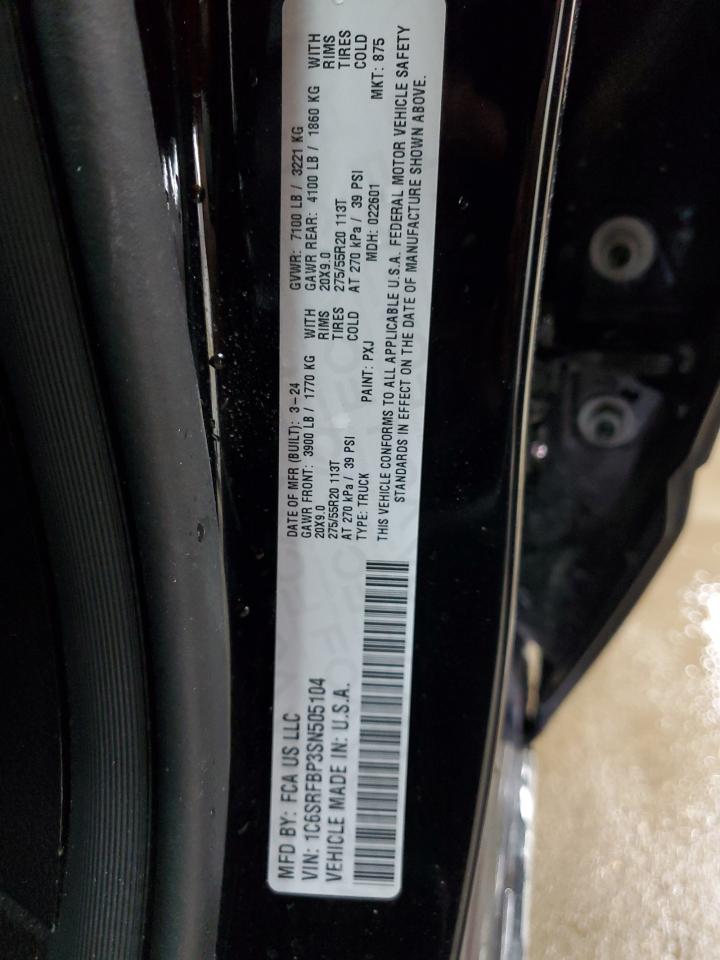 MFD BY: FCA US LLC
VIN: 1C6SRFBP3SN505104
VEHICLE MADE IN: U.S.A.
DATE OF MFR (BUILT): 3-24
GAWR FRONT: 3900 LB / 1770 KG WITH
20X9.0 RIMS
275/55R20 113T TIRES
AT 270 kPa / 39 PSI COLD
TYPE: TRUCK
PAINT: PXJ
GVWR: 7100 LB / 3221 KG
GAWR REAR: 4100 LB / 1860 KG WITH
20X9.0 RIMS
275/55R20 113T TIRES
AT 270 kPa / 39 PSI COLD
MDH: 022601
MKT: 875
THIS VEHICLE CONFORMS TO ALL APPLICABLE U.S.A. FEDERAL MOTOR VEHICLE SAFETY
STANDARDS IN EFFECT ON THE DATE OF MANUFACTURE SHOWN ABOVE.